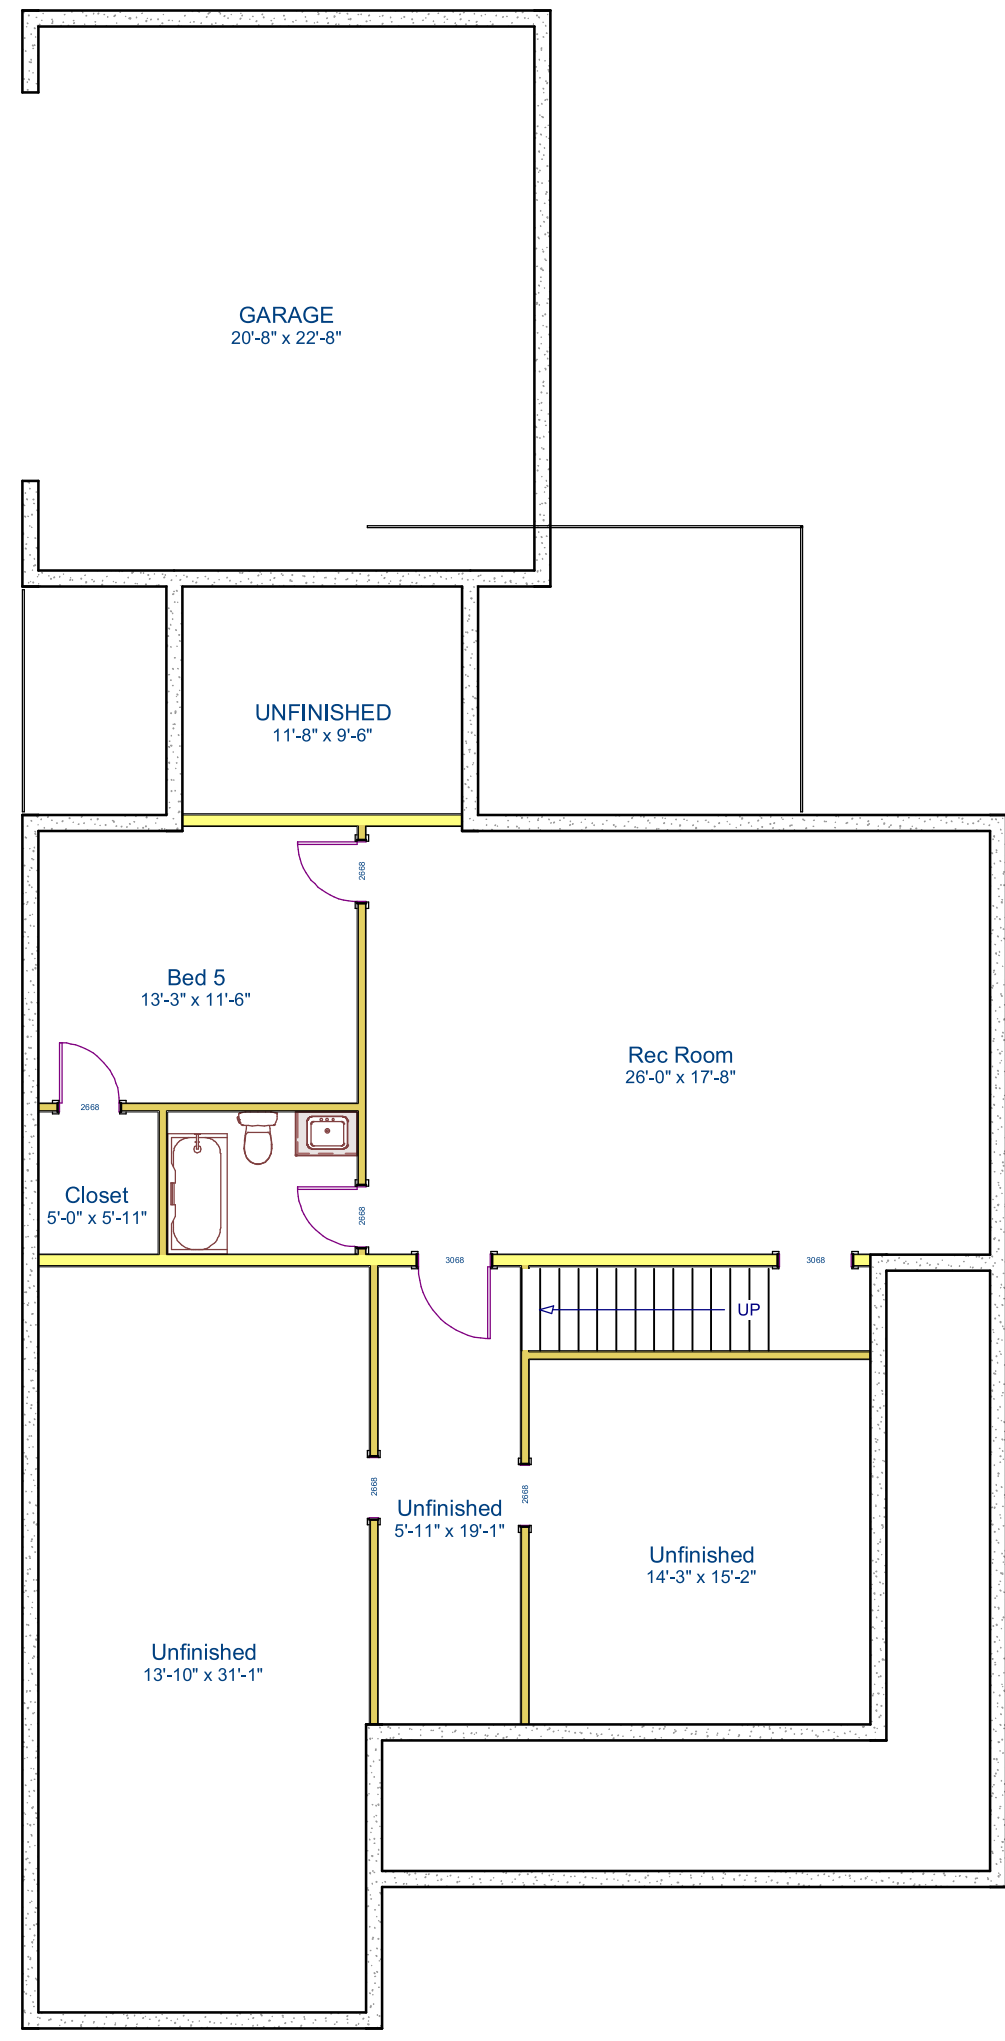 GARAGE
20'-8" x 22'-8"
UNFINISHED
11'-8" x 9'-6"
2668
Bed 5
13'-3" x 11'-6"
Rec Room
26'-0" x 17'-8"
2668
Closet
5'-0" x 5'-11"
2668
3068
3068
UP
2668
2668
Unfinished
5'-11" x 19'-1"
Unfinished
14'-3" x 15'-2"
Unfinished
13'-10" x 31'-1"